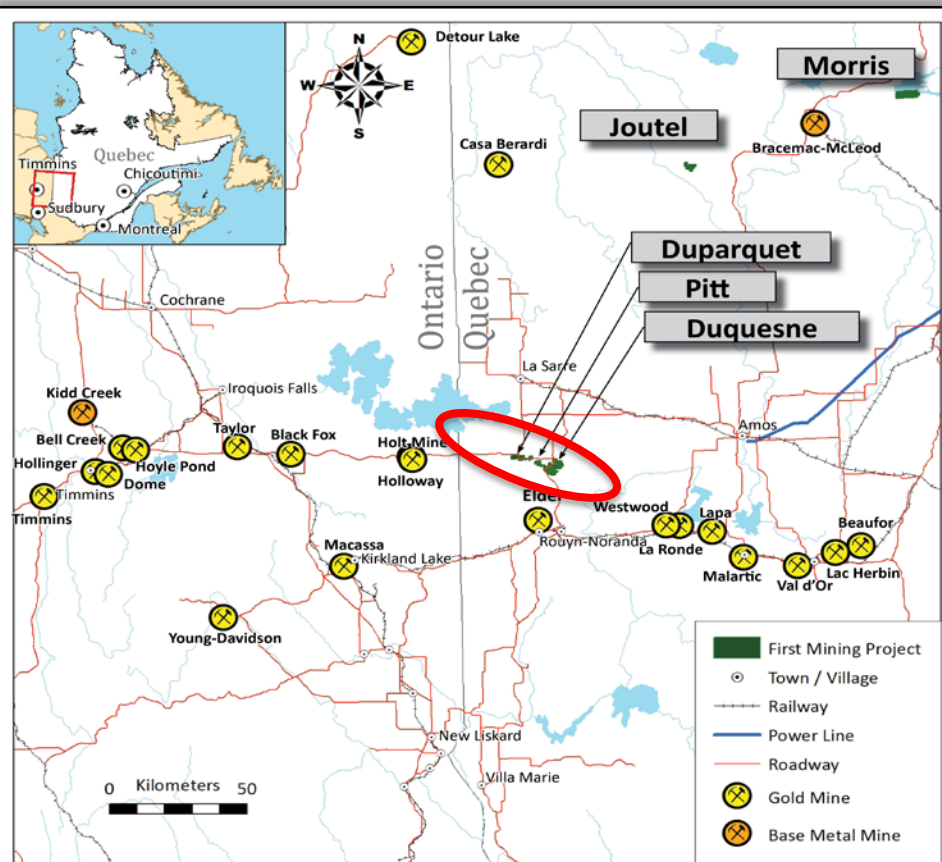 N
W
E
S
Detour Lake
Morris
Joutel
Bracemac-McLeod
Casa Berardi
Quebec
Timmins
Chicoutimi
Sudbury
Montreal
Duparquet
Pitt
Duquesne
Ontario
Quebec
Cochrane
La Sarre
Iroquois Falls
Kidd Creek
Amos
Bell Creek
Taylor
Black Fox
Holt Mine
Hollinger
Hoyle Pond
Holloway
Dome
Timmins
Timmins
Elder
Westwood
Lapa
Beaufor
Rouyn-Noranda
La Ronde
Macassa
Kirkland Lake
Malartic
Val d'Or
Lac Herbin
Young-Davidson
New Liskard
Villa Marie
0 Kilometers 50
First Mining Project
Town / Village
Railway
Power Line
Roadway
Gold Mine
Base Metal Mine